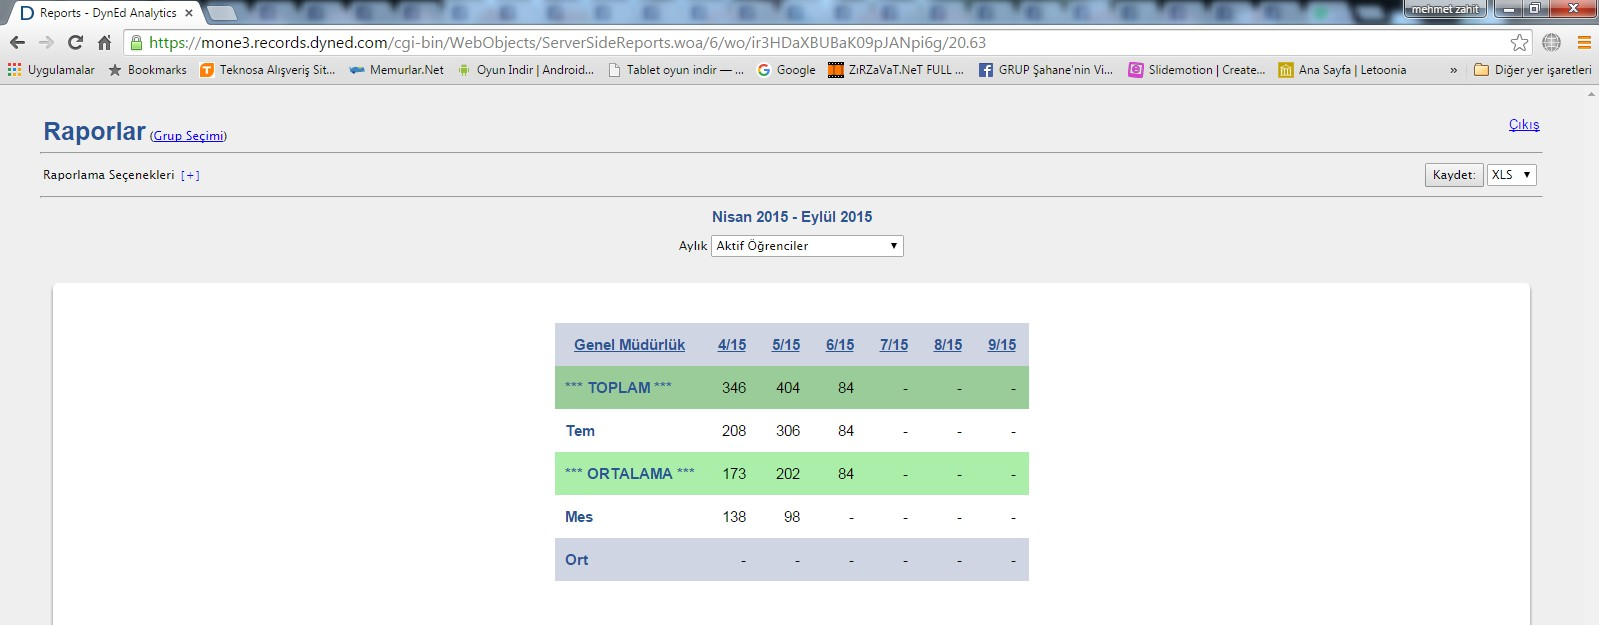 Reports - DynEd Analytics
mehmet zahit
https://mone3.records.dyned.com/cgi-bin/WebObjects/ServerSideReports.woa/6/wo/ir3HDaXBUBaK09pJANpi6g/20.63
Uygulamalar Bookmarks Teknosa Alışveriş Sit... Memurlar.Net Oyun Indir | Android... Tablet oyun indir — ... Google ZıRZaVaT.NeT FULL ... GRUP Şahane'nin Vi... Slidemotion | Create... Ana Sayfa | Letoonia » Diğer yer işaretleri
Raporlar (Grup Seçimi) Çıkış
Raporlama Seçenekleri [+] Kaydet: XLS
Nisan 2015 - Eylül 2015
Aylık Aktif Öğrenciler
Genel Müdürlük 4/15 5/15 6/15 7/15 8/15 9/15
*** TOPLAM *** 346 404 84 - - -
Tem 208 306 84 - - -
*** ORTALAMA *** 173 202 84 - - -
Mes 138 98 - - - -
Ort - - - - - -